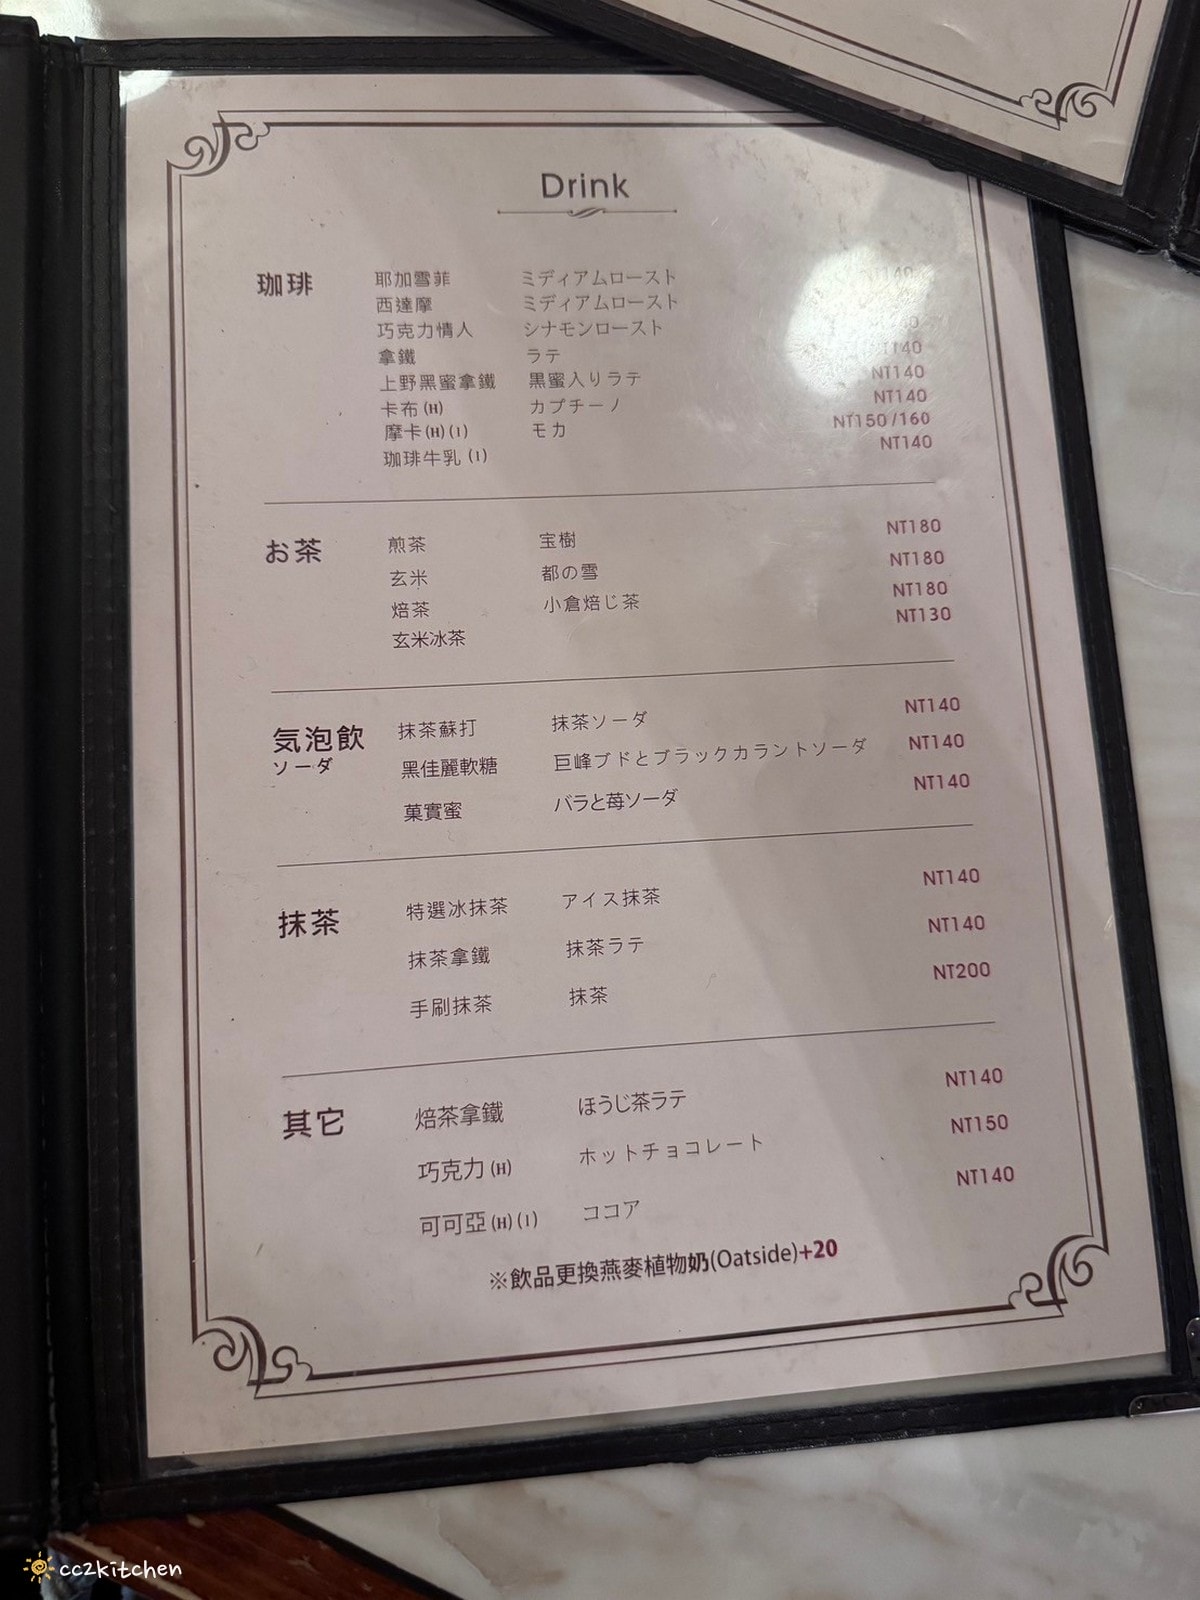 Drink
珈琲
耶加雪菲 ミディアムロースト NT140
西達摩 ミディアムロースト
巧克力情人 シナモンロースト
拿鐵 ラテ NT140
上野黑蜜拿鐵 黒蜜入りラテ NT140
卡布(H) カプチーノ NT140
摩卡(H)(I) モカ NT150/160
珈琲牛乳(I) NT140
お茶
煎茶 宝樹 NT180
玄米 都の雪 NT180
焙茶 小倉焙じ茶 NT180
玄米冰茶 NT130
気泡飲
ソーダ
抹茶蘇打 抹茶ソーダ NT140
黑佳麗軟糖 巨峰ブドとブラックカラントソーダ NT140
菓實蜜 バラと苺ソーダ NT140
抹茶
特選冰抹茶 アイス抹茶 NT140
抹茶拿鐵 抹茶ラテ NT140
手刷抹茶 抹茶 NT200
其它
焙茶拿鐵 ほうじ茶ラテ NT140
巧克力(H) ホットチョコレート NT150
可可亞(H)(I) ココア NT140
※飲品更換燕麥植物奶(Oatside)+20
cc2kitchen